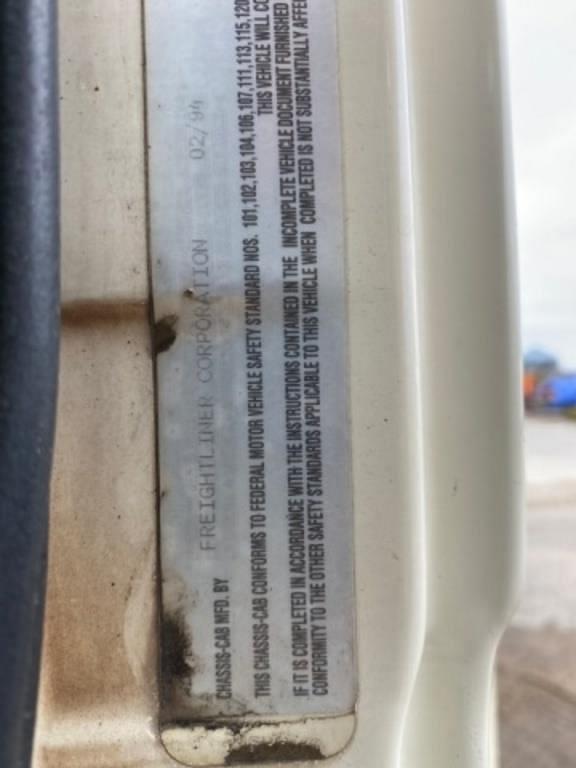 CHASSIS-CAB MFD. BY FREIGHTLINER CORPORATION 02/94
THIS CHASSIS-CAB CONFORMS TO FEDERAL MOTOR VEHICLE SAFETY STANDARD NOS. 101,102,103,104,106,107,111,113,115,120
THIS VEHICLE WILL CO
IF IT IS COMPLETED IN ACCORDANCE WITH THE INSTRUCTIONS CONTAINED IN THE INCOMPLETE VEHICLE DOCUMENT FURNISHED
CONFORMITY TO THE OTHER SAFETY STANDARDS APPLICABLE TO THIS VEHICLE WHEN COMPLETED IS NOT SUBSTANTIALLY AFFE